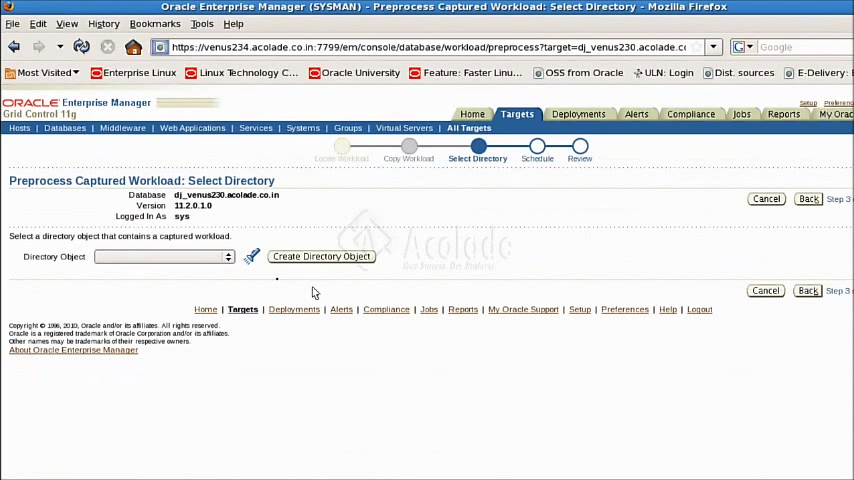 Oracle Enterprise Manager (SYSMAN) - Preprocess Captured Workload: Select Directory - Mozilla Firefox
File Edit View History Bookmarks Tools Help
https://venus234.acolade.co.in:7799/em/console/database/workload/preprocess?target=dj_venus230.acolade.cc Google
Most Visited Enterprise Linux Linux Technology C... Oracle University Feature: Faster Linu... OSS from Oracle ULN: Login Dist. sources E-Delivery:
ORACLE Enterprise Manager
Grid Control 11g
Setup Preferenc
Home Targets Deployments Alerts Compliance Jobs Reports My Orac
Hosts | Databases | Middleware | Web Applications | Services | Systems | Groups | Virtual Servers | All Targets
Locate Workload Copy Workload Select Directory Schedule Review
Preprocess Captured Workload: Select Directory
Database dj_venus230.acolade.co.in
Version 11.2.0.1.0
Logged In As sys
Cancel Back Step 3
Select a directory object that contains a captured workload.
Directory Object Create Directory Object
Acolade
Cancel Back Step 3
Home | Targets | Deployments | Alerts | Compliance | Jobs | Reports | My Oracle Support | Setup | Preferences | Help | Logout
Copyright © 1996, 2010, Oracle and/or its affiliates. All rights reserved.
Oracle is a registered trademark of Oracle Corporation and/or its affiliates.
Other names may be trademarks of their respective owners.
About Oracle Enterprise Manager